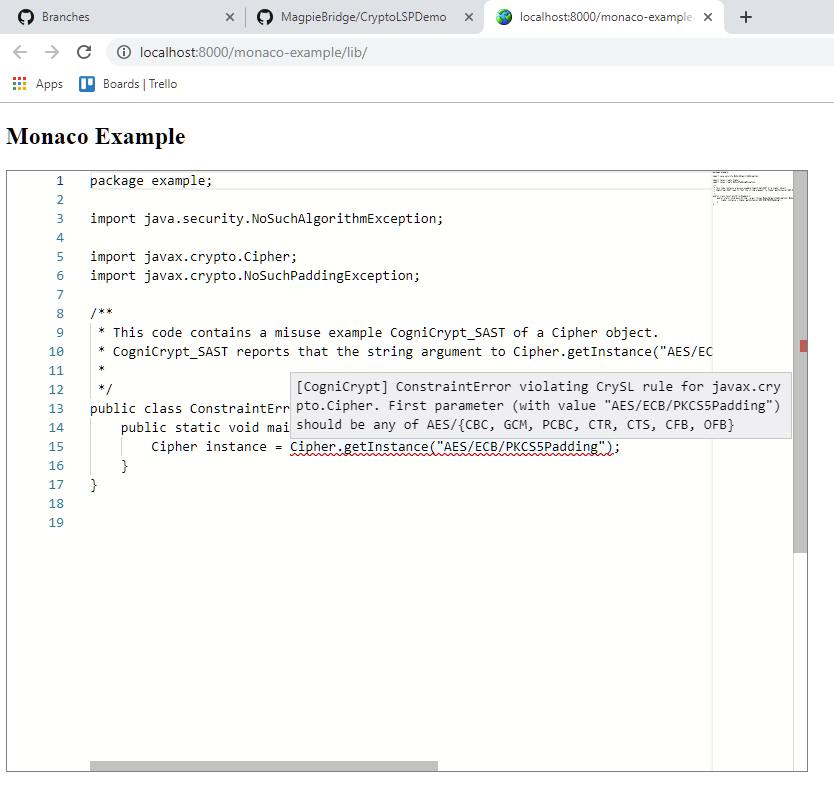 Branches
MagpieBridge/CryptoLSPDemo
localhost:8000/monaco-example
localhost:8000/monaco-example/lib/
Apps
Boards | Trello
Monaco Example
1 package example;
2
3 import java.security.NoSuchAlgorithmException;
4
5 import javax.crypto.Cipher;
6 import javax.crypto.NoSuchPaddingException;
7
8 /**
9 * This code contains a misuse example CogniCrypt_SAST of a Cipher object.
10 * CogniCrypt_SAST reports that the string argument to Cipher.getInstance("AES/EC
11 *
12 */
[CogniCrypt] ConstraintError violating CrySL rule for javax.cry
pto.Cipher. First parameter (with value "AES/ECB/PKCS5Padding")
should be any of AES/{CBC, GCM, PCBC, CTR, CTS, CFB, OFB}
13 public class ConstraintErr
14 public static void mai
15 Cipher instance = Cipher.getInstance("AES/ECB/PKCS5Padding");
16 }
17 }
18
19